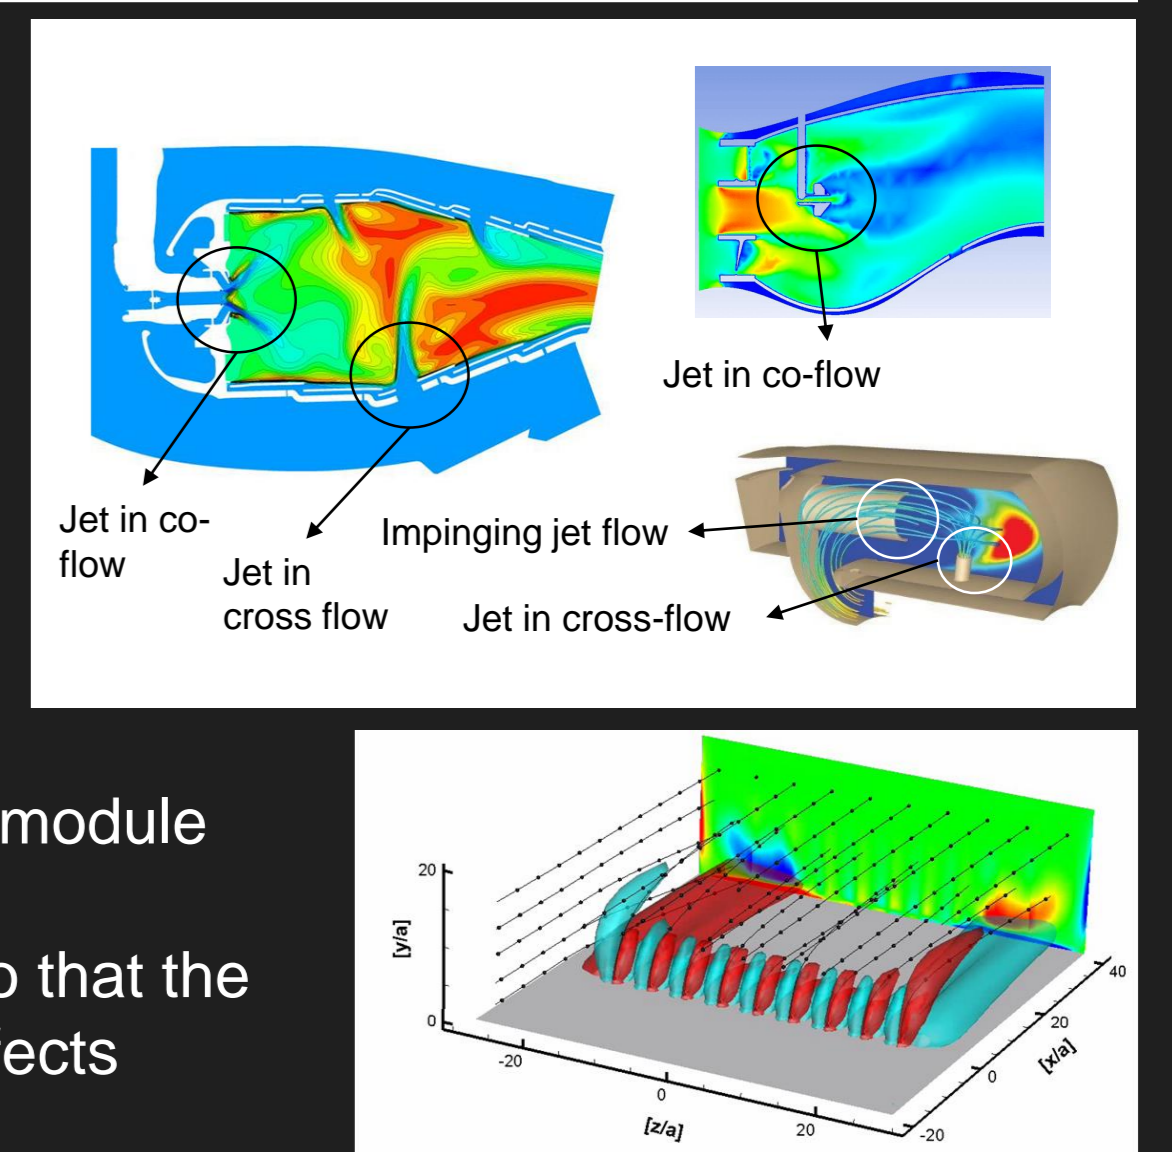 Jet in co-flow
Jet in co-
flow
Impinging jet flow
Jet in
cross flow
Jet in cross-flow
module
o that the
fects
20
[y/a]
0
-20
0
20
[z/a]
-20
0
20
40
[x/a]